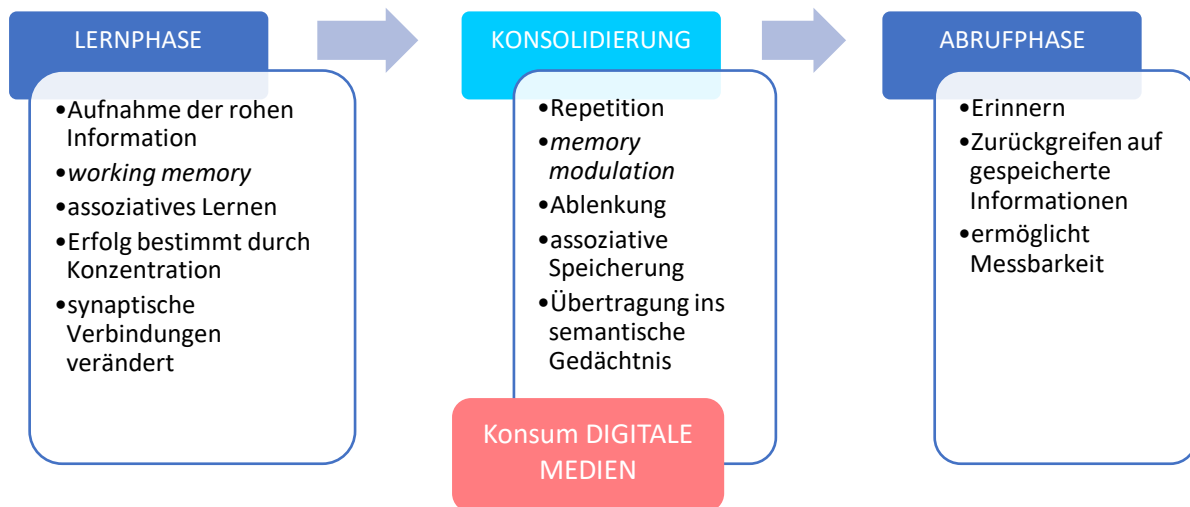 LERNPHASE
•Aufnahme der rohen
Information
•working memory
•assoziatives Lernen
•Erfolg bestimmt durch
Konzentration
•synaptische
Verbindungen
verändert
KONSOLIDIERUNG
•Repetition
•memory
modulation
•Ablenkung
•assoziative
Speicherung
•Übertragung ins
semantische
Gedächtnis
Konsum DIGITALE
MEDIEN
ABRUFPHASE
•Erinnern
•Zurückgreifen auf
gespeicherte
Informationen
•ermöglicht
Messbarkeit